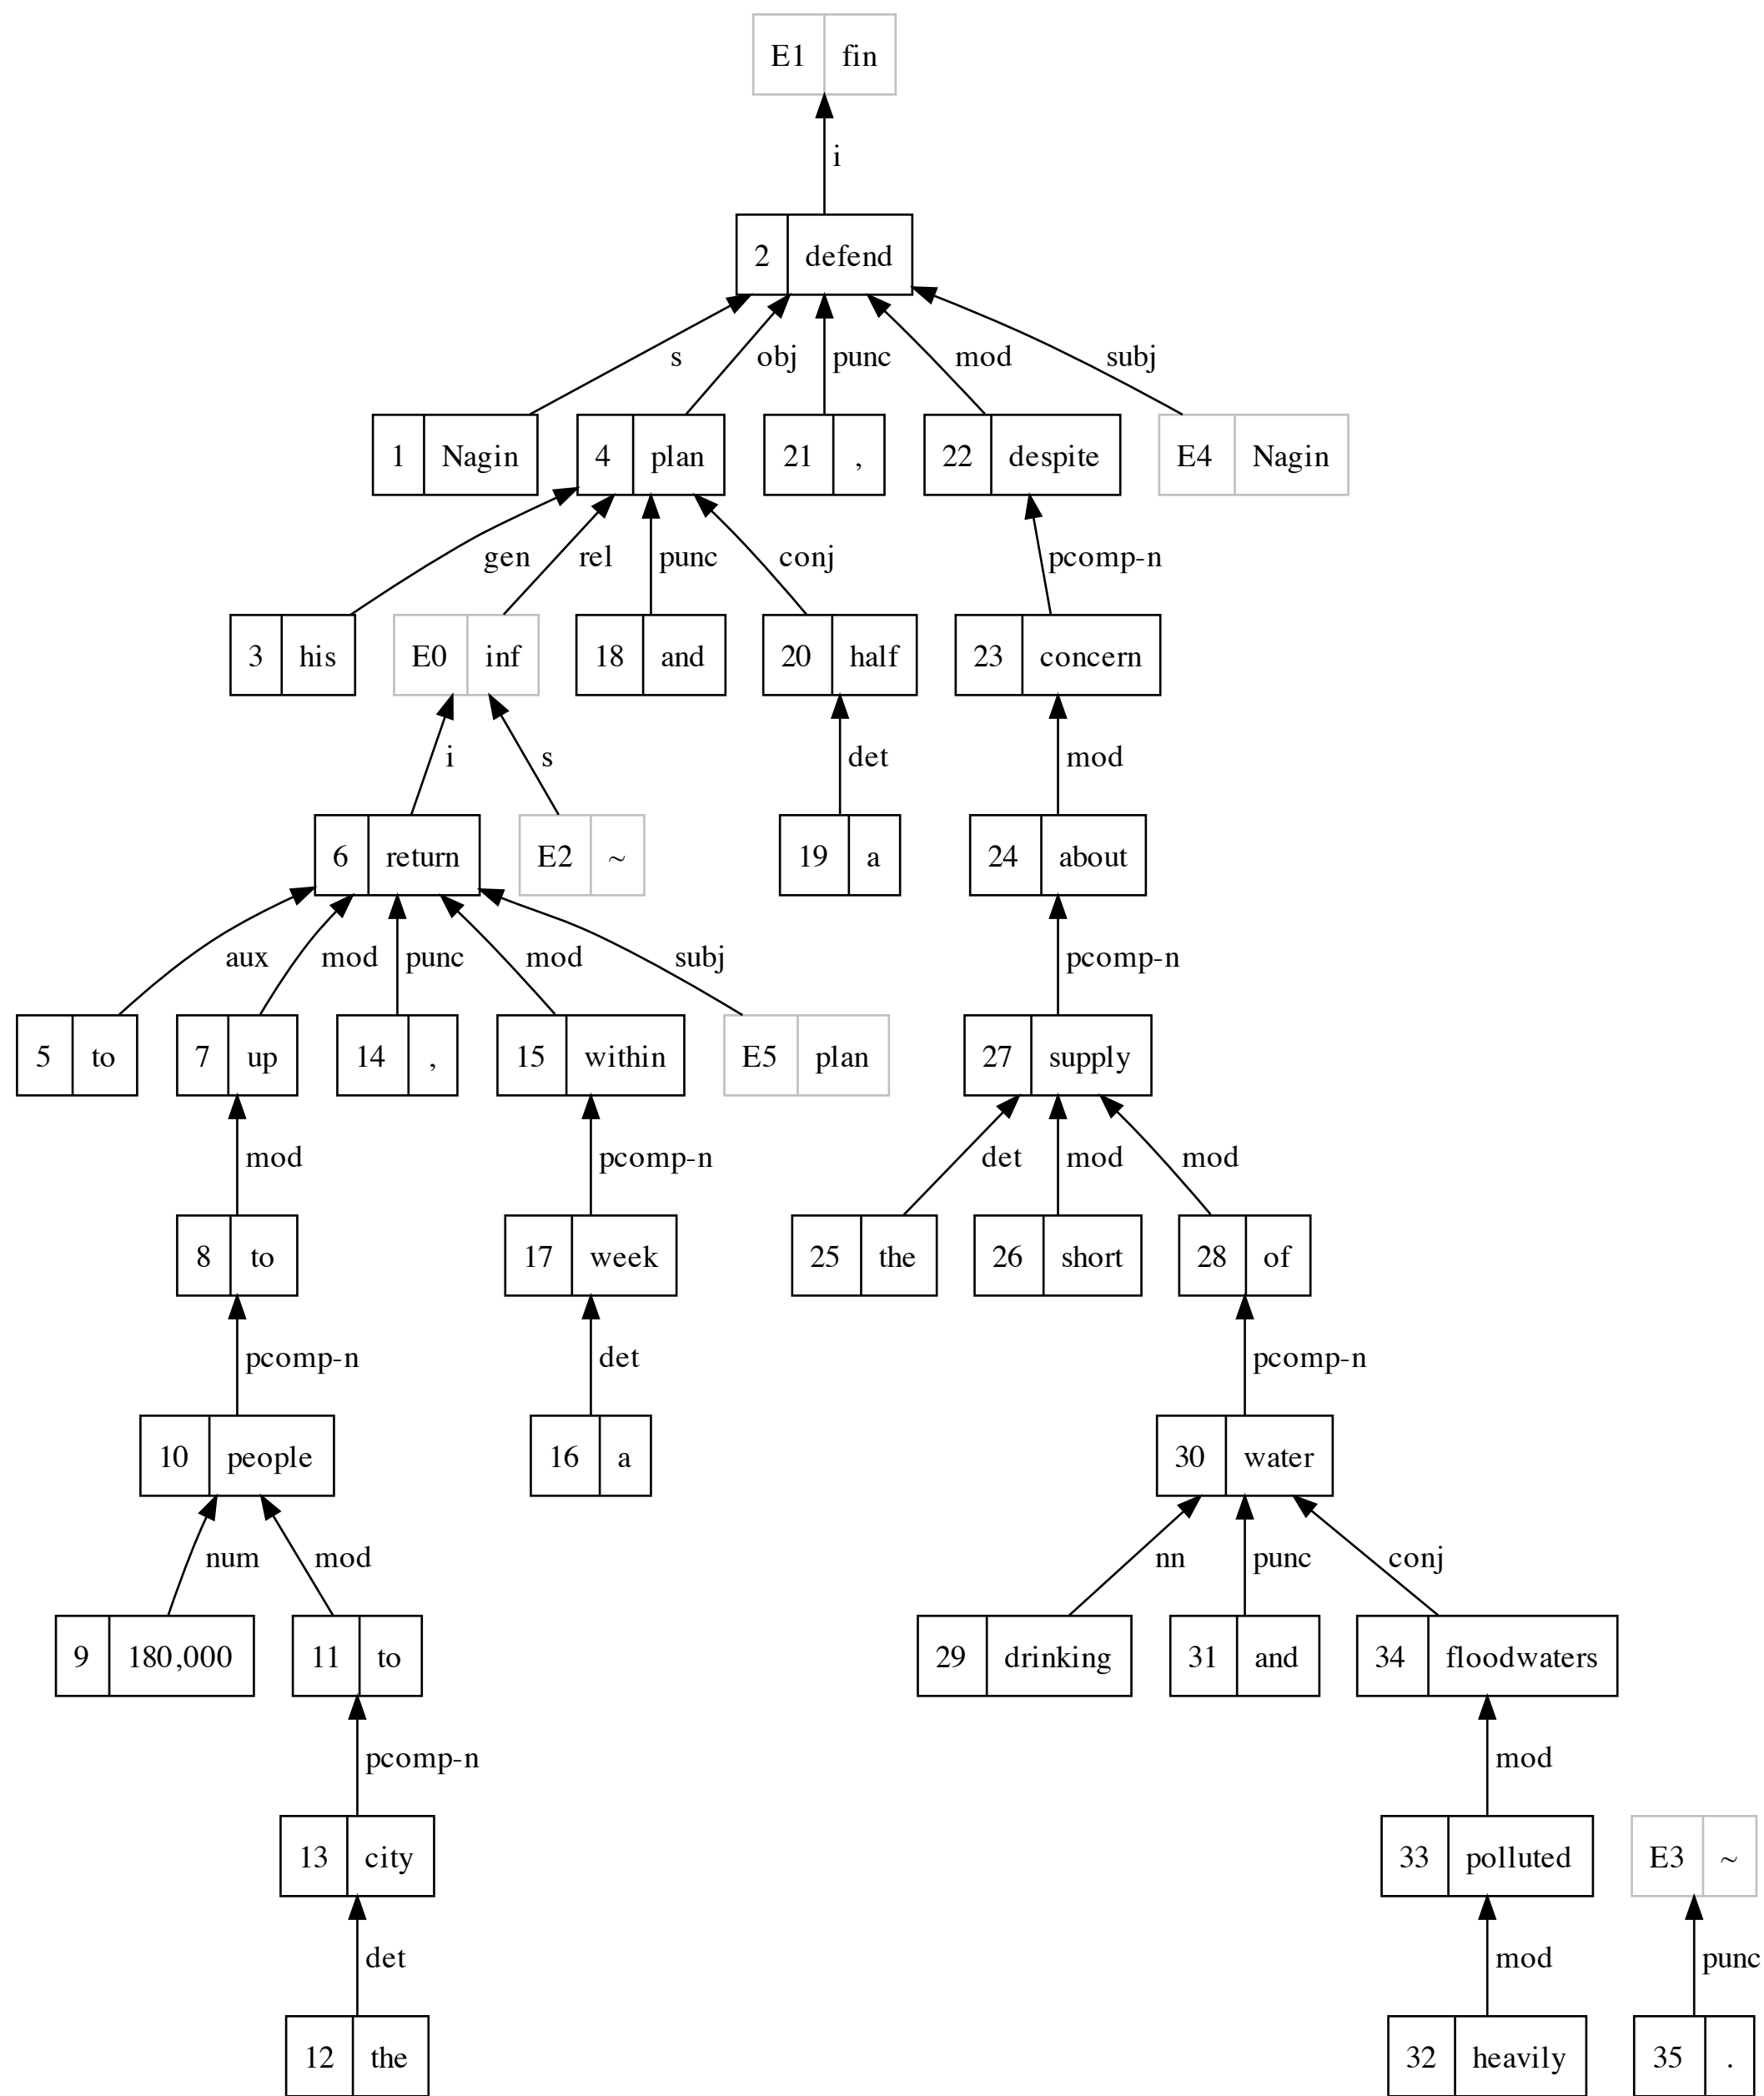 E1 fin
i
2 defend
s obj punc mod subj
1 Nagin 4 plan 21 , 22 despite E4 Nagin
gen rel punc conj pcomp-n
3 his E0 inf 18 and 20 half 23 concern
i s det mod
6 return E2 ~ 19 a 24 about
aux mod punc mod subj pcomp-n
5 to 7 up 14 , 15 within E5 plan 27 supply
mod pcomp-n det mod mod
8 to 17 week 25 the 26 short 28 of
pcomp-n det pcomp-n
10 people 16 a 30 water
num mod nn punc conj
9 180,000 11 to 29 drinking 31 and 34 floodwaters
pcomp-n mod
13 city 33 polluted E3 ~
det mod punc
12 the 32 heavily 35 .